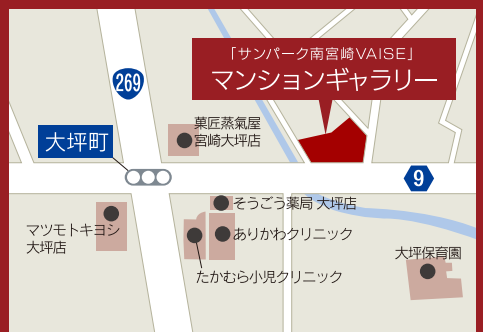 「サンパーク南宮崎VAISE」
マンションギャラリー
269
大坪町
菓匠蒸氣屋
宮崎大坪店
9
そうごう薬局 大坪店
マツモトキヨシ
大坪店
ありかわクリニック
大坪保育園
たかむら小児クリニック